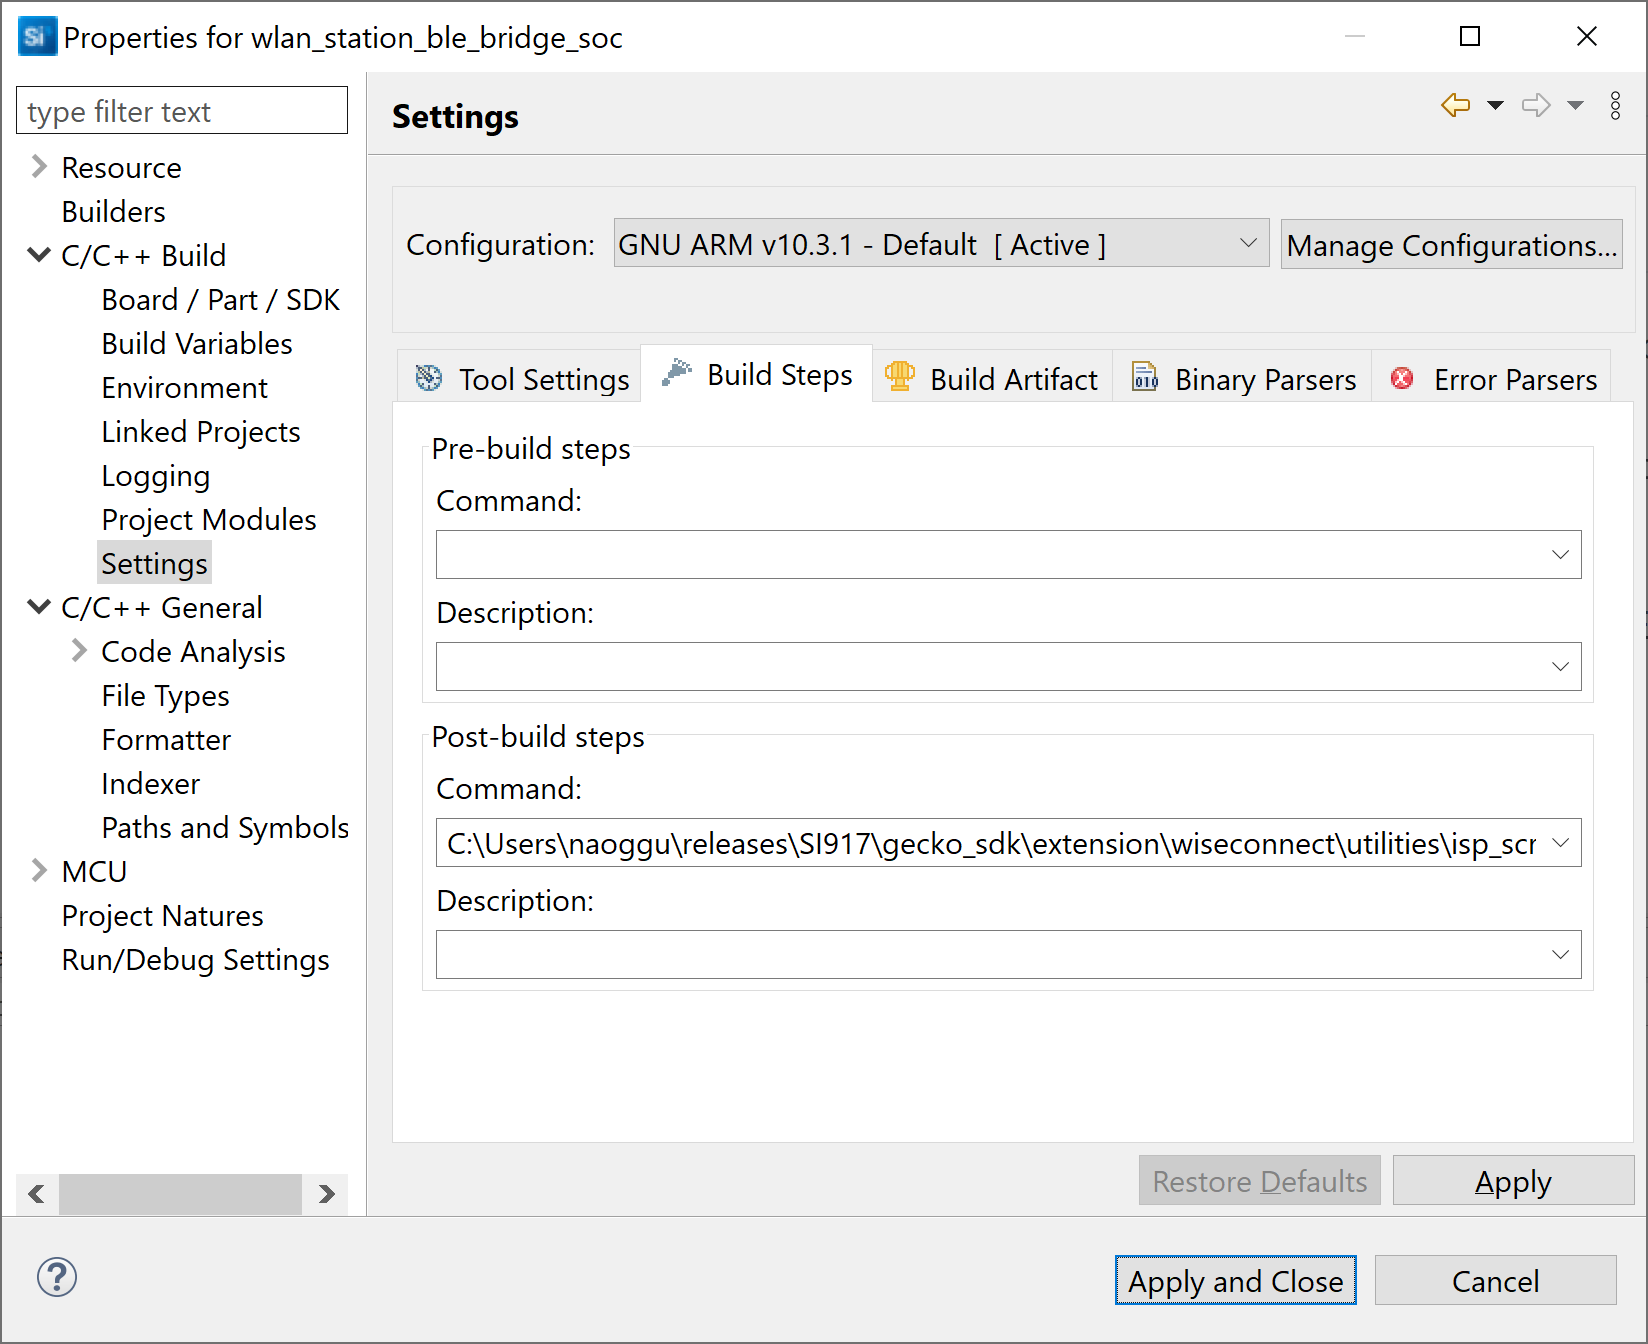 Si
Properties for wlan_station_ble_bridge_soc
type filter text
Resource
Builders
C/C++ Build
Board / Part / SDK
Build Variables
Environment
Linked Projects
Logging
Project Modules
Settings
C/C++ General
Code Analysis
File Types
Formatter
Indexer
Paths and Symbols
MCU
Project Natures
Run/Debug Settings
Settings
Configuration: GNU ARM v10.3.1 - Default [ Active ] Manage Configurations...
Tool Settings Build Steps Build Artifact 010 Binary Parsers Error Parsers
Pre-build steps
Command:
Description:
Post-build steps
Command:
C:\Users\naoggu\releases\SI917\gecko_sdk\extension\wiseconnect\utilities\isp_scr
Description:
Restore Defaults Apply
? Apply and Close Cancel